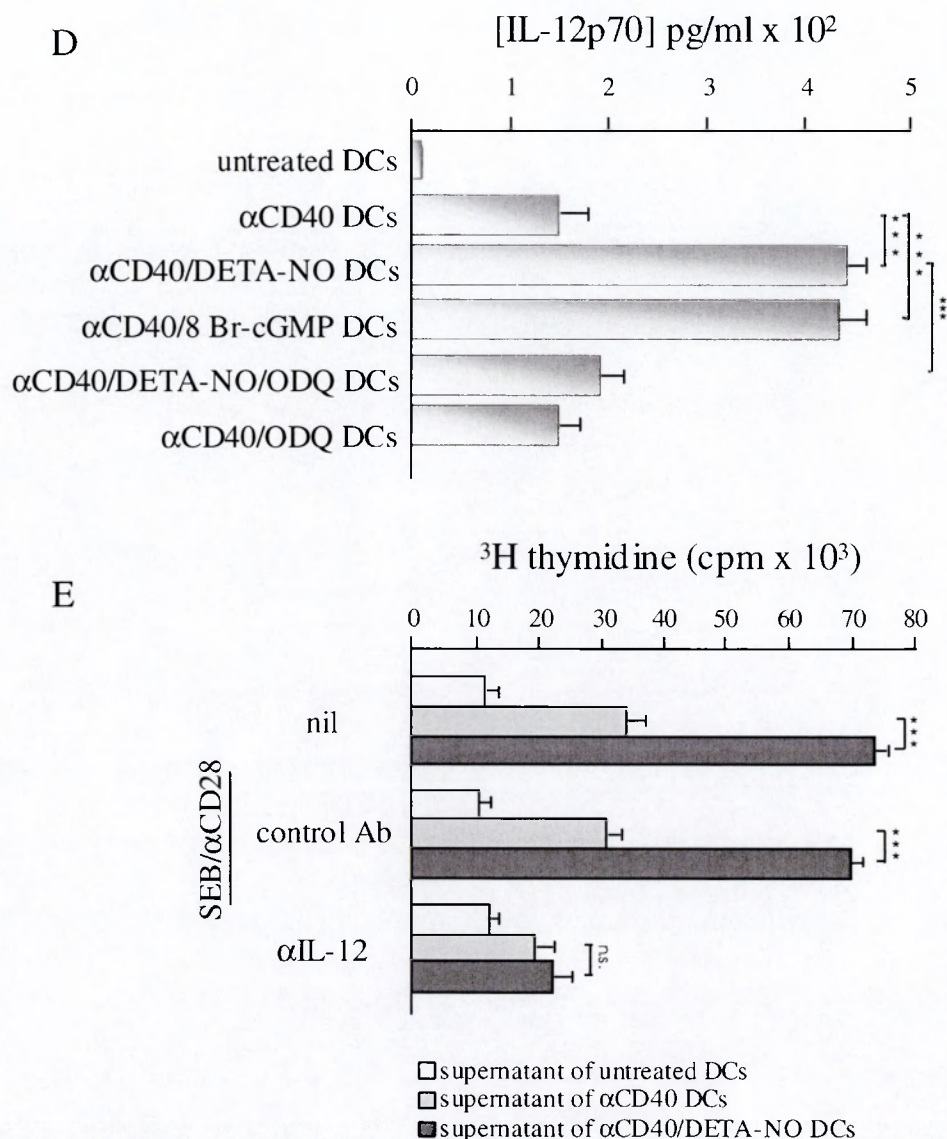 D
[IL-12p70] pg/ml x 10²
0 1 2 3 4 5
untreated DCs
αCD40 DCs
αCD40/DETA-NO DCs
αCD40/8 Br-cGMP DCs
αCD40/DETA-NO/ODQ DCs
αCD40/ODQ DCs
***
***
***
E
³H thymidine (cpm x 10³)
0 10 20 30 40 50 60 70 80
SEB/αCD28
nil
***
control Ab
***
αIL-12
n.s.
supernatant of untreated DCs
supernatant of αCD40 DCs
supernatant of αCD40/DETA-NO DCs